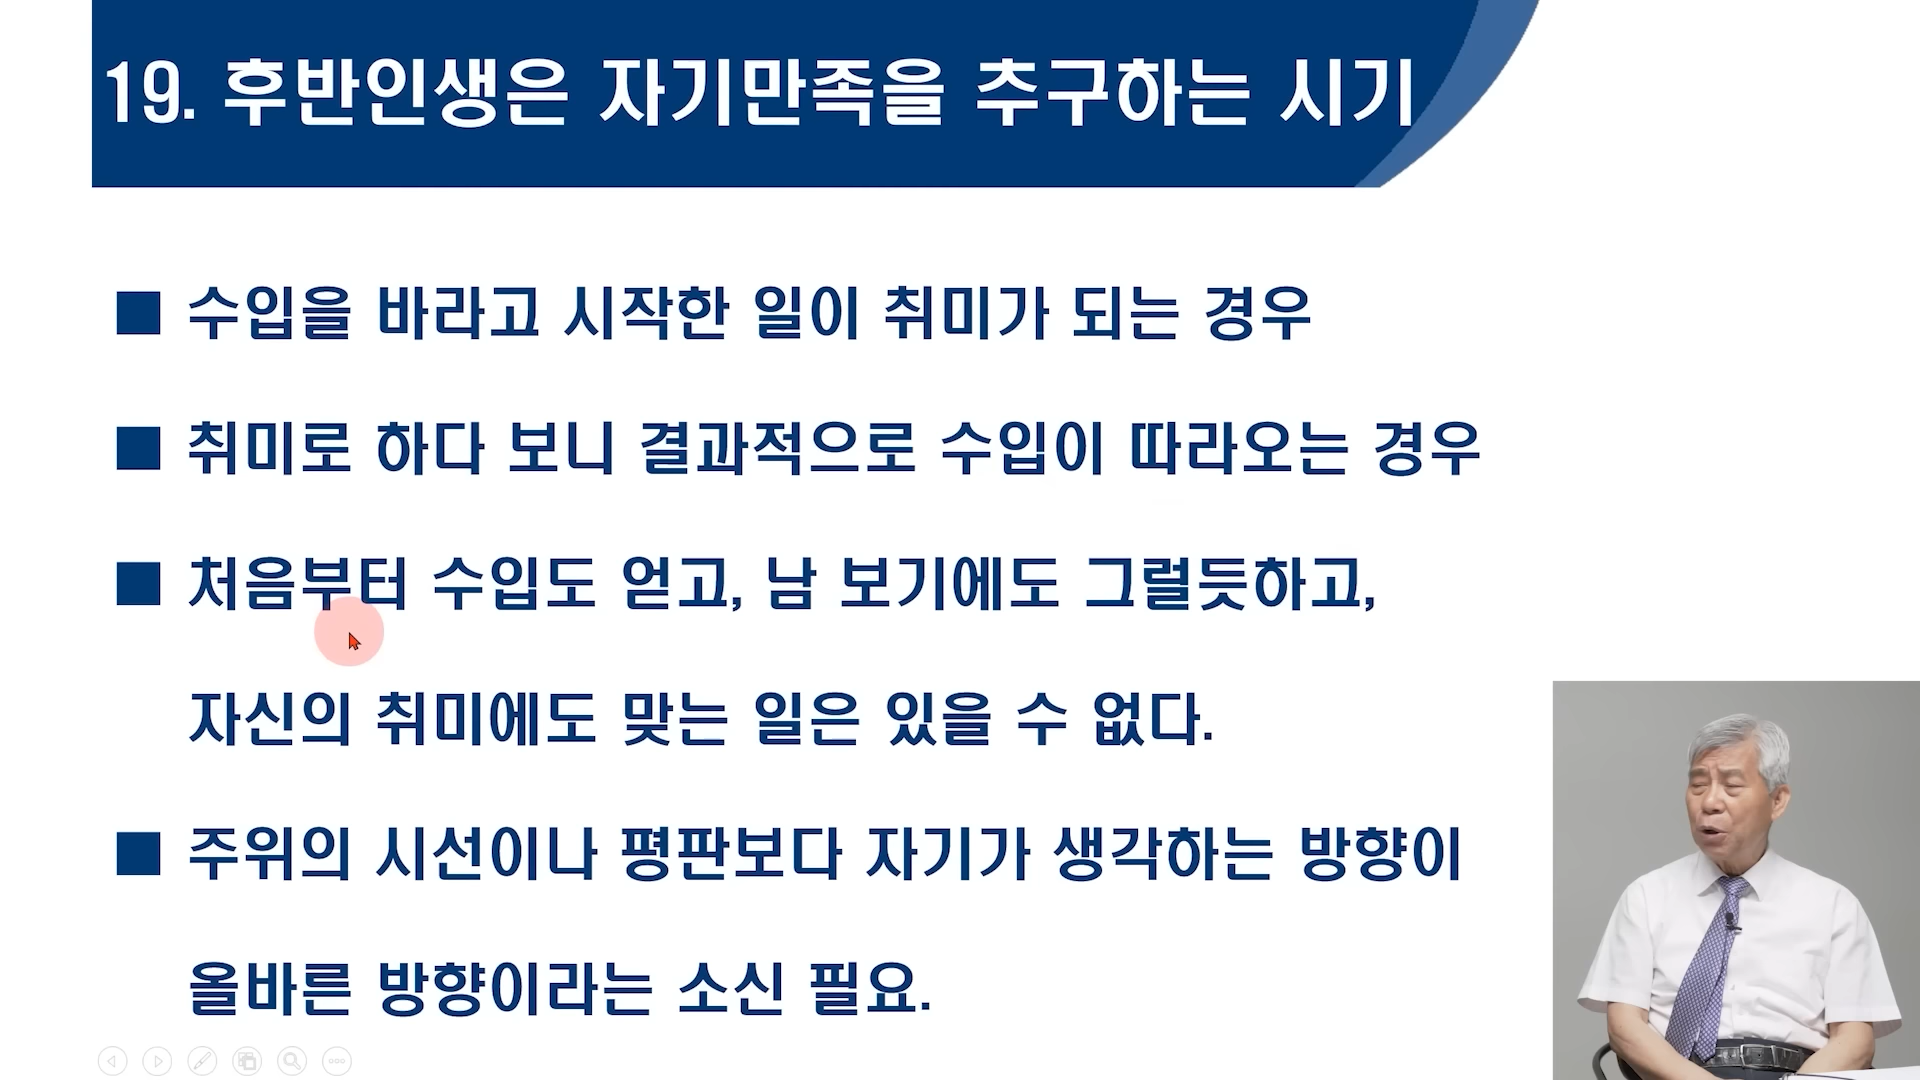 19. 후반인생은 자기만족을 추구하는 시기
■ 수입을 바라고 시작한 일이 취미가 되는 경우
■ 취미로 하다 보니 결과적으로 수입이 따라오는 경우
■ 처음부터 수입도 얻고, 남 보기에도 그럴듯하고,
자신의 취미에도 맞는 일은 있을 수 없다.
■ 주위의 시선이나 평판보다 자기가 생각하는 방향이
올바른 방향이라는 소신 필요.